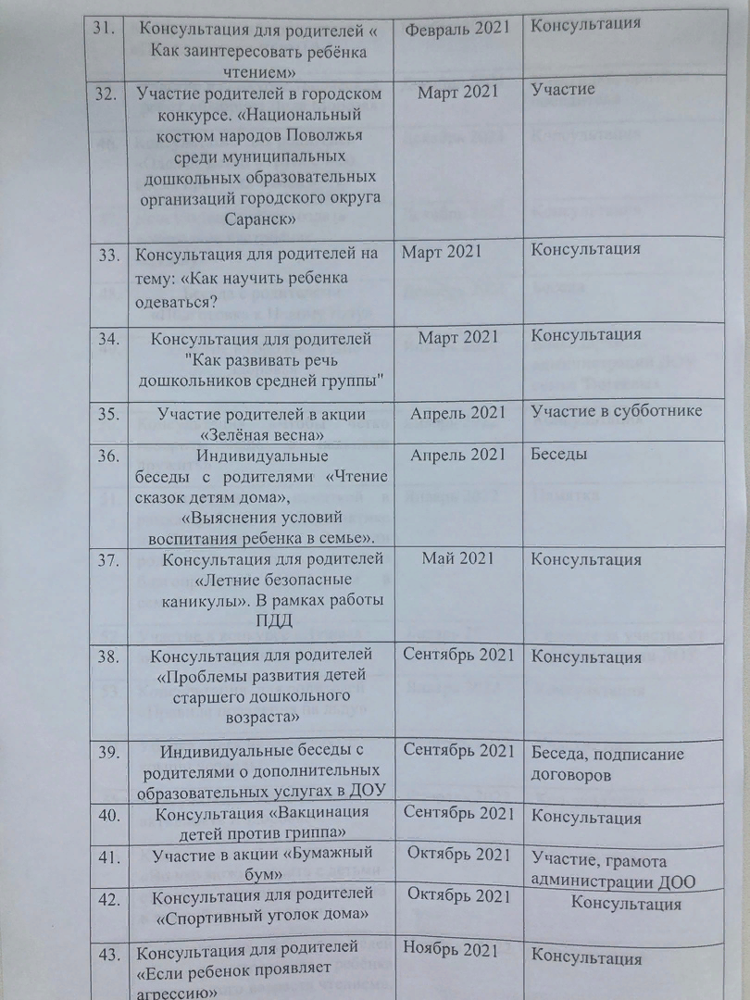 31. Консультация для родителей « Февраль 2021 Консультация
Как заинтересовать ребёнка
чтением»
32. Участие родителей в городском Март 2021 Участие
конкурсе. «Национальный
костюм народов Поволжья
среди муниципальных
дошкольных образовательных
организаций городского округа
Саранск»
33. Консультация для родителей на Март 2021 Консультация
тему: «Как научить ребенка
одеваться?
34. Консультация для родителей Март 2021 Консультация
"Как развивать речь
дошкольников средней группы"
35. Участие родителей в акции Апрель 2021 Участие в субботнике
«Зелёная весна»
36. Индивидуальные Апрель 2021 Беседы
беседы с родителями «Чтение
сказок детям дома»,
«Выяснения условий
воспитания ребенка в семье».
37. Консультация для родителей Май 2021 Консультация
«Летние безопасные
каникулы». В рамках работы
ПДД
38. Консультация для родителей Сентябрь 2021 Консультация
«Проблемы развития детей
старшего дошкольного
возраста»
39. Индивидуальные беседы с Сентябрь 2021 Беседа, подписание
родителями о дополнительных договоров
образовательных услугах в ДОУ
40. Консультация «Вакцинация Сентябрь 2021 Консультация
детей против гриппа»
41. Участие в акции «Бумажный Октябрь 2021 Участие, грамота
бум» администрации ДОО
42. Консультация для родителей Октябрь 2021 Консультация
«Спортивный уголок дома»
43. Консультация для родителей Ноябрь 2021 Консультация
«Если ребенок проявляет
агрессию»